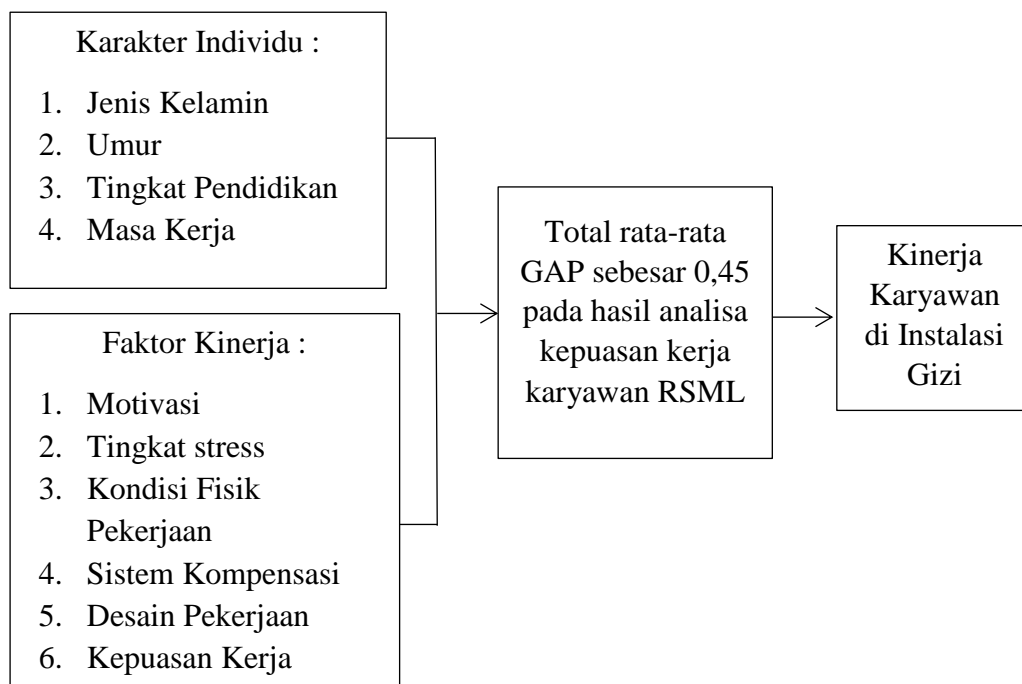 Karakter Individu :
1. Jenis Kelamin
2. Umur
3. Tingkat Pendidikan
4. Masa Kerja
Faktor Kinerja :
1. Motivasi
2. Tingkat stress
3. Kondisi Fisik
Pekerjaan
4. Sistem Kompensasi
5. Desain Pekerjaan
6. Kepuasan Kerja
Total rata-rata
GAP sebesar 0,45
pada hasil analisa
kepuasan kerja
karyawan RSML
Kinerja
Karyawan
di Instalasi
Gizi